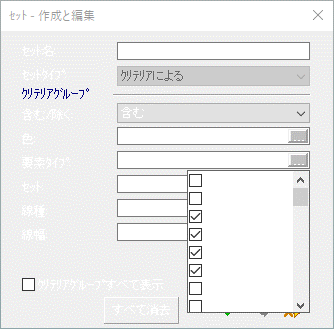 ｾｯﾄ - 作成と編集
ｾｯﾄ名:
ｾｯﾄﾀｲﾌﾟ
ｸﾘﾃﾘｱによる
ｸﾘﾃﾘｱｸﾞﾙｰﾌﾟ
含む/除く
含む
色:
...
要素ﾀｲﾌﾟ
...
ｾｯﾄ
線種
線幅
ｸﾘﾃﾘｱｸﾞﾙｰﾌﾟすべて表示
すべて消去